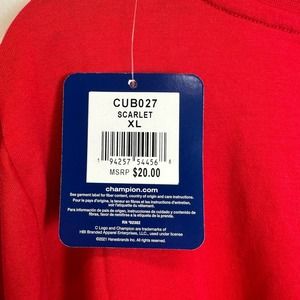 CUB027
SCARLET
XL
1 94257 54456 8
MSRP $20.00
champion.com
See garment label for fiber content, country of origin and care instructions.
Pour le pays d'origine, la teneur en fibres et les instructions d'entretien,
voir l'étiquette du vêtement.
Para información de país de origen, instrucciones de cuidado y contenido de
fibras, favor de remitirse a la etiqueta de la prenda.
C Logo and Champion are trademarks of
HBI Branded Apparel Enterprises, LLC, used under license
©2021 Hanesbrands Inc. All rights reserved.